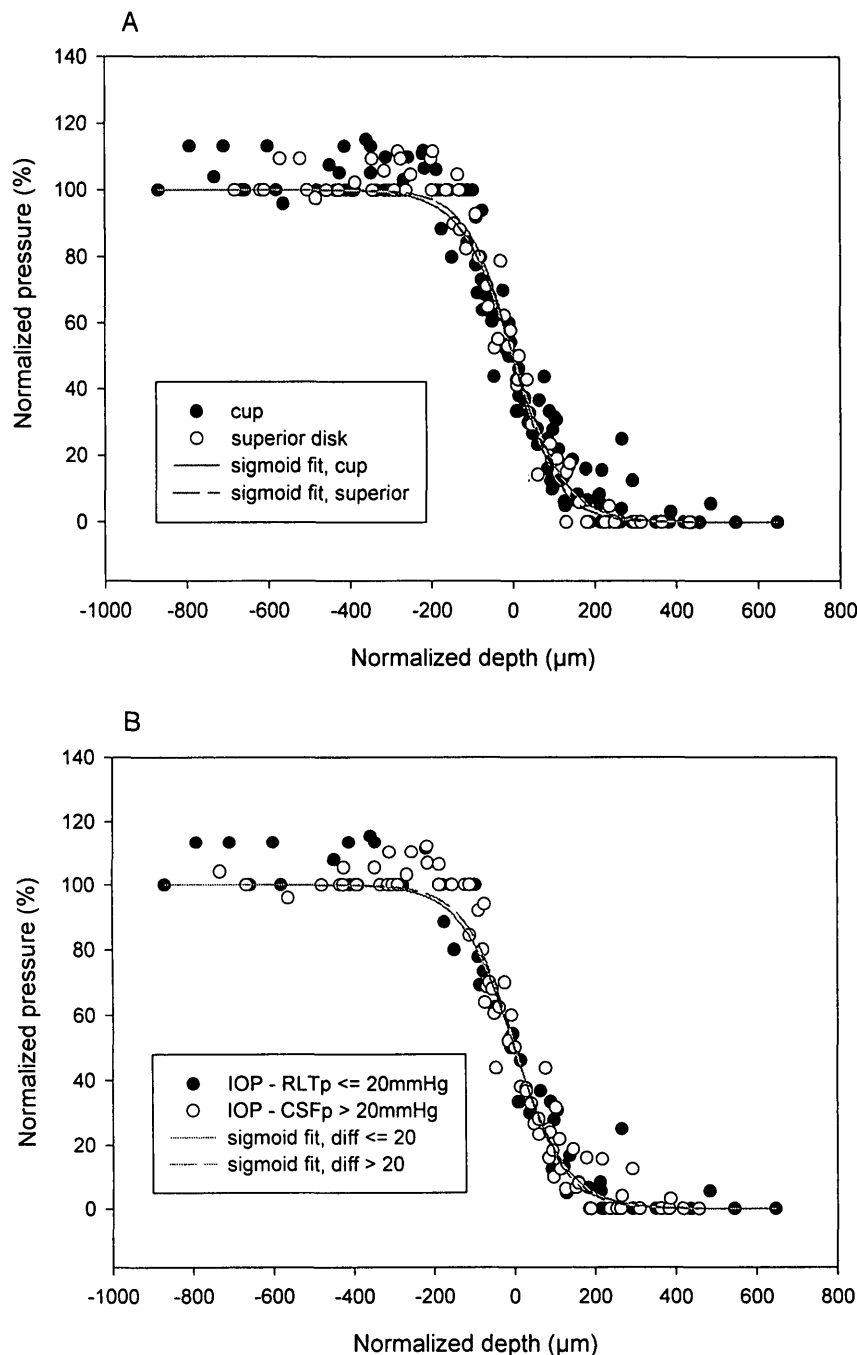 A
140
120
100
80
60
40
20
0
Normalized pressure (%)
cup
superior disk
sigmoid fit, cup
sigmoid fit, superior
-1000 -800 -600 -400 -200 0 200 400 600 800
Normalized depth (µm)
B
140
120
100
80
60
40
20
0
Normalized pressure (%)
IOP - RLTp <= 20mmHg
IOP - CSFp > 20mmHg
sigmoid fit, diff <= 20
sigmoid fit, diff > 20
-1000 -800 -600 -400 -200 0 200 400 600 800
Normalized depth (µm)